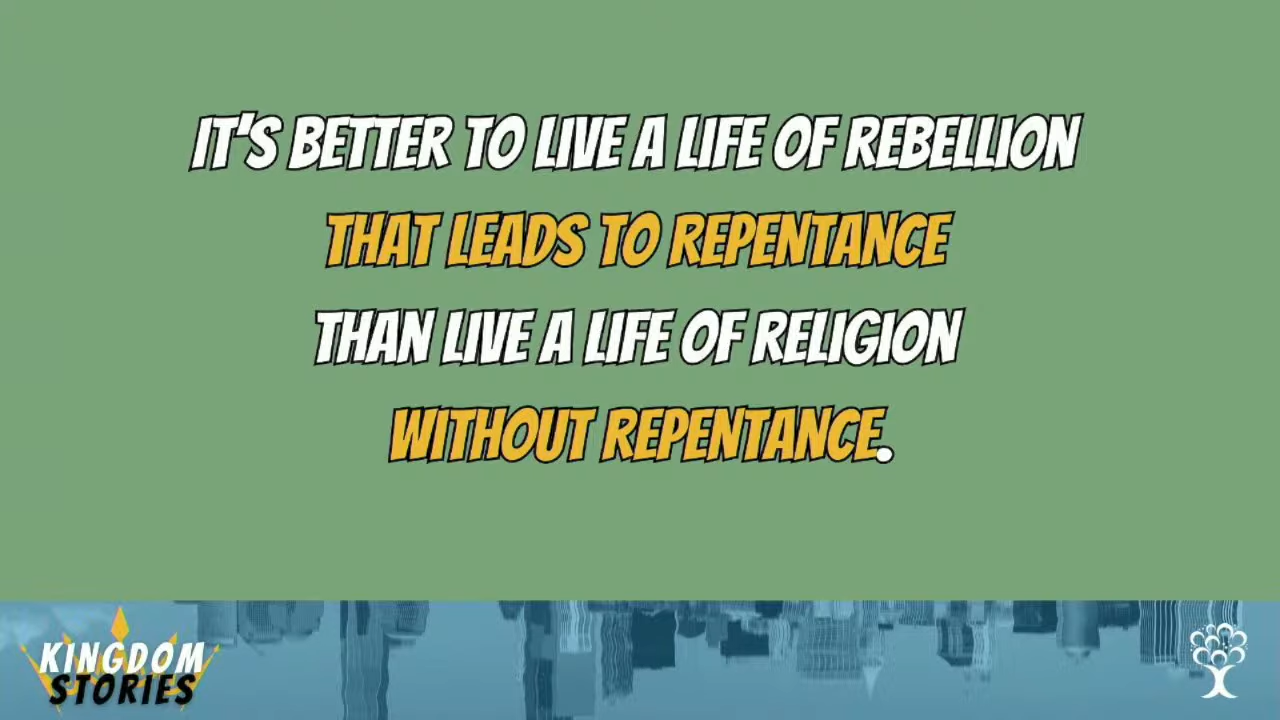 IT'S BETTER TO LIVE A LIFE OF REBELLION
THAT LEADS TO REPENTANCE
THAN LIVE A LIFE OF RELIGION
WITHOUT REPENTANCE.
KINGDOM
STORIES